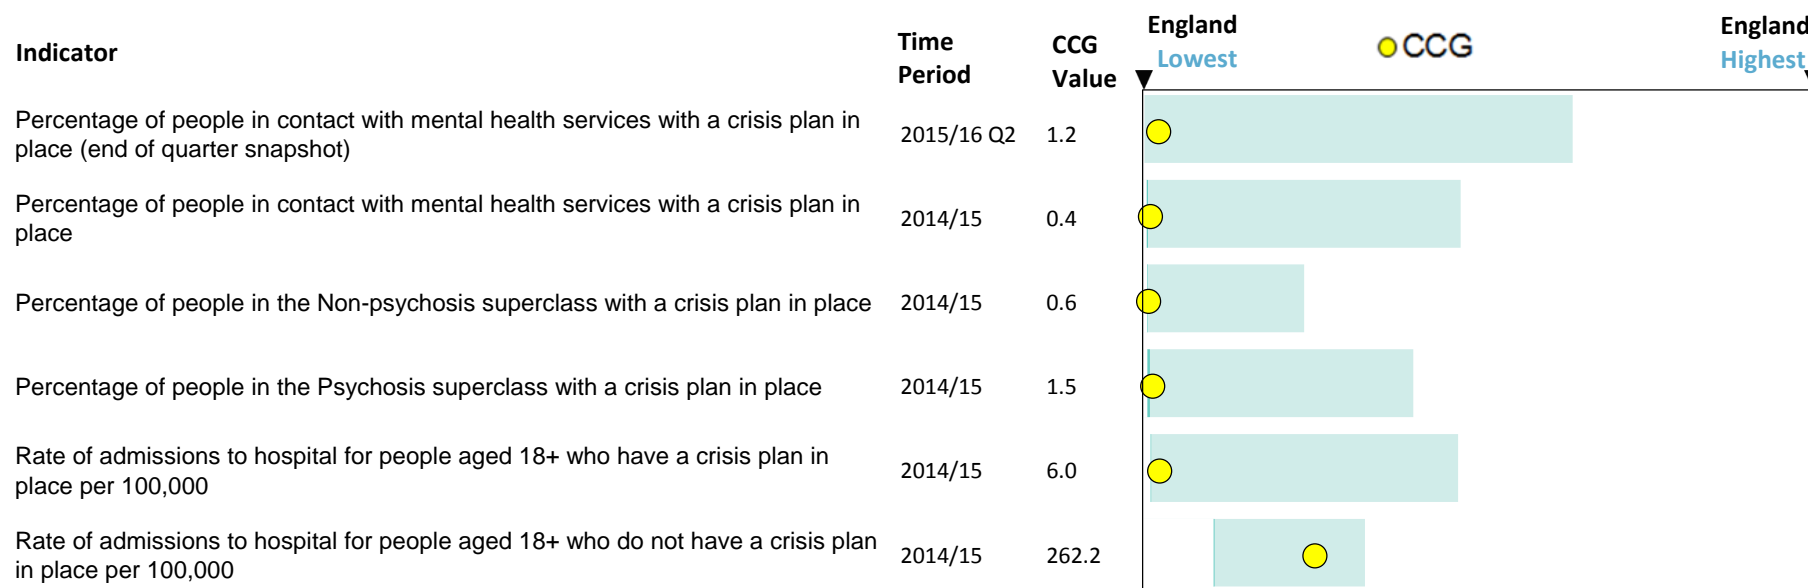 Indicator
Time
Period
CCG
Value
England
Lowest
CCG
England
Highest
Percentage of people in contact with mental health services with a crisis plan in
place (end of quarter snapshot)
2015/16 Q2
1.2
Percentage of people in contact with mental health services with a crisis plan in
place
2014/15
0.4
Percentage of people in the Non-psychosis superclass with a crisis plan in place
2014/15
0.6
Percentage of people in the Psychosis superclass with a crisis plan in place
2014/15
1.5
Rate of admissions to hospital for people aged 18+ who have a crisis plan in
place per 100,000
2014/15
6.0
Rate of admissions to hospital for people aged 18+ who do not have a crisis plan
in place per 100,000
2014/15
262.2